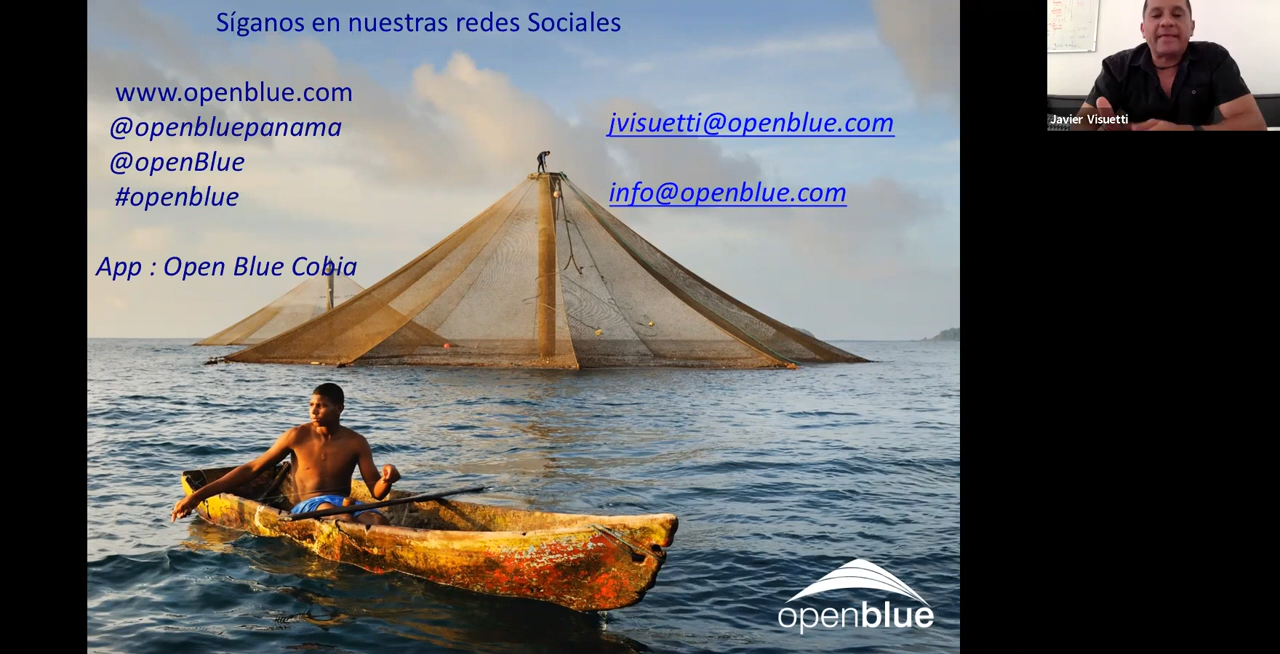 Síganos en nuestras redes Sociales
www.openblue.com
@openbluepanama
@openBlue
#openblue
App : Open Blue Cobia
jvisuetti@openblue.com
info@openblue.com
openblue
Javier Visuetti